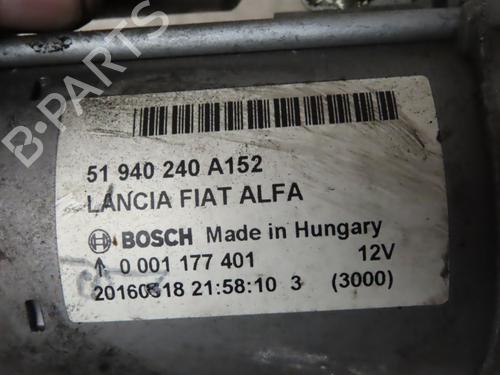 B-PARTS
51 940 240 A152
LANCIA FIAT ALFA
BOSCH Made in Hungary
↑ 0 001 177 401 12V
21:58:10 3 (3000)